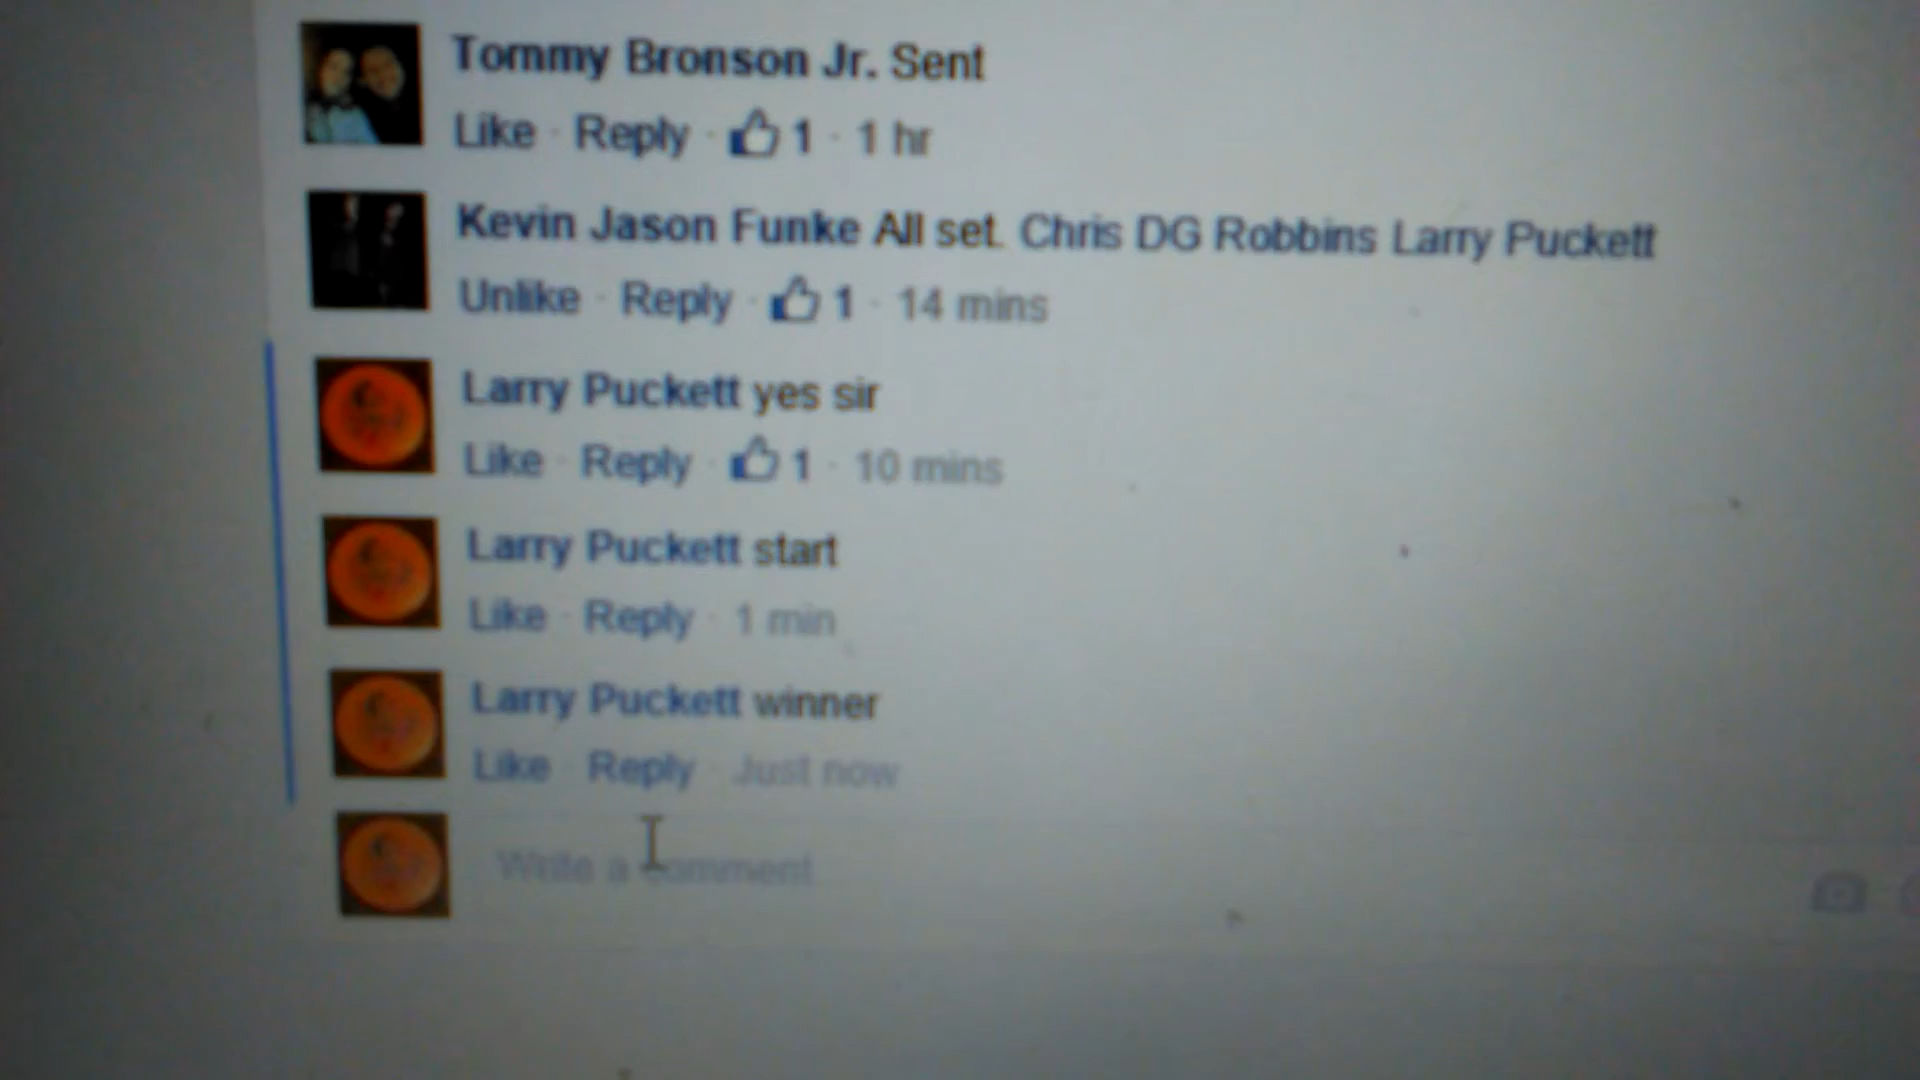 Tommy Bronson Jr. Sent
Like · Reply · 1 · 1 hr
Kevin Jason Funke All set. Chris DG Robbins Larry Puckett
Unlike · Reply · 1 · 14 mins
Larry Puckett yes sir
Like · Reply · 1 · 10 mins
Larry Puckett start
Like · Reply · 1 min
Larry Puckett winner
Like · Reply · Just now
Write a comment